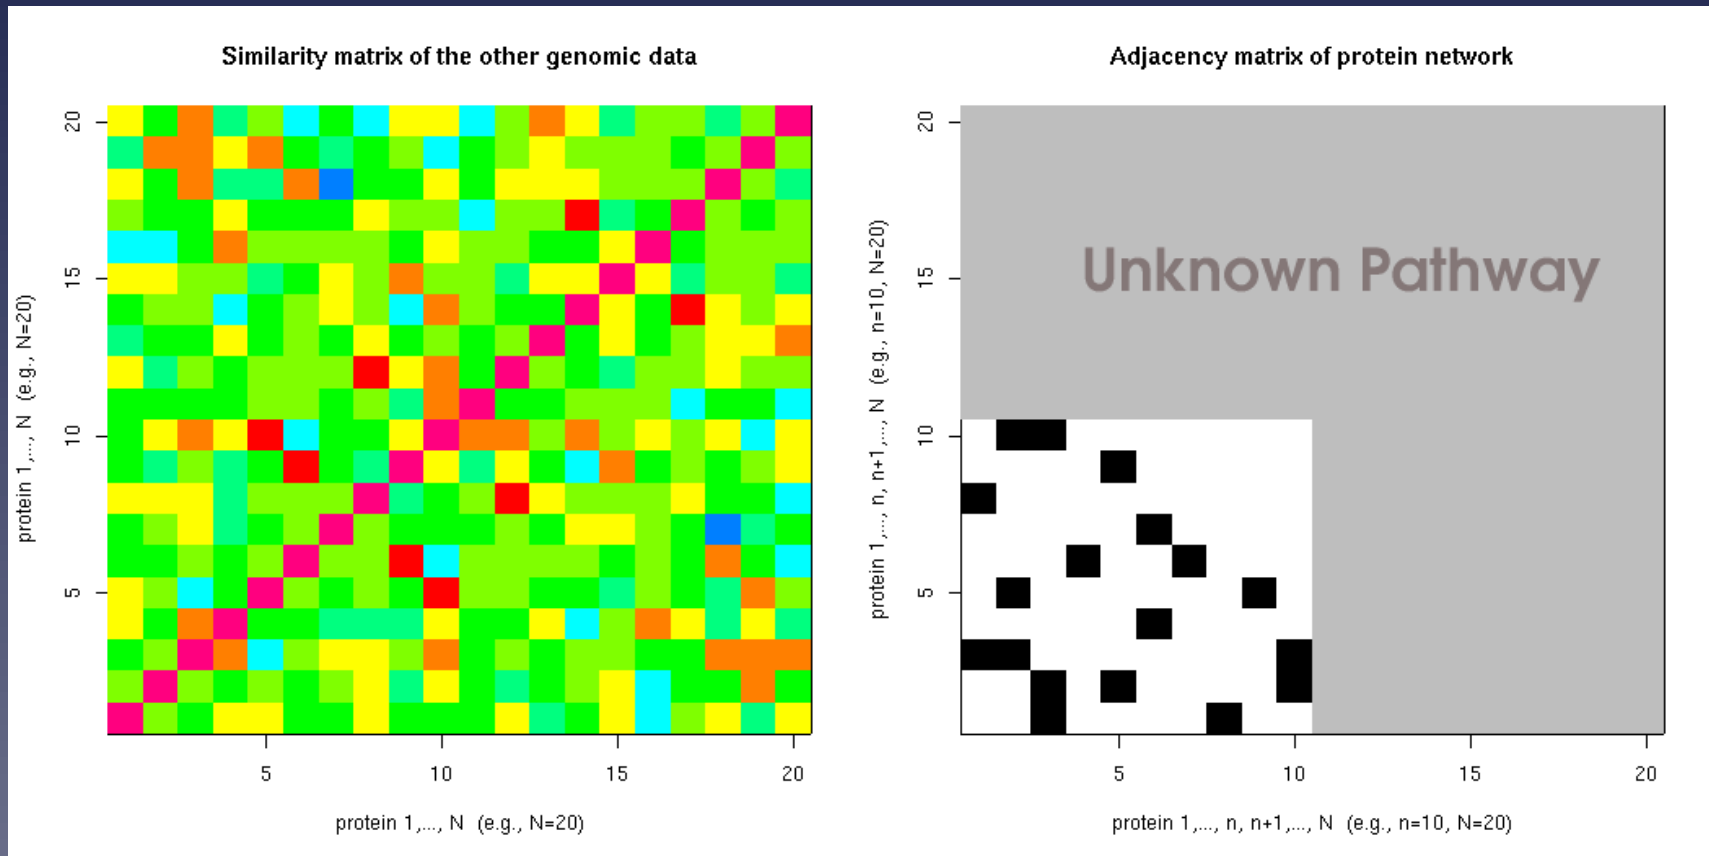 Similarity matrix of the other genomic data
20
15
10
5
5 10 15 20
protein 1,..., N (e.g., N=20)
protein 1,..., N (e.g., N=20)
Adjacency matrix of protein network
20
15
10
5
5 10 15 20
protein 1,..., n, n+1,..., N (e.g., n=10, N=20)
protein 1,..., n, n+1,..., N (e.g., n=10, N=20)
Unknown Pathway